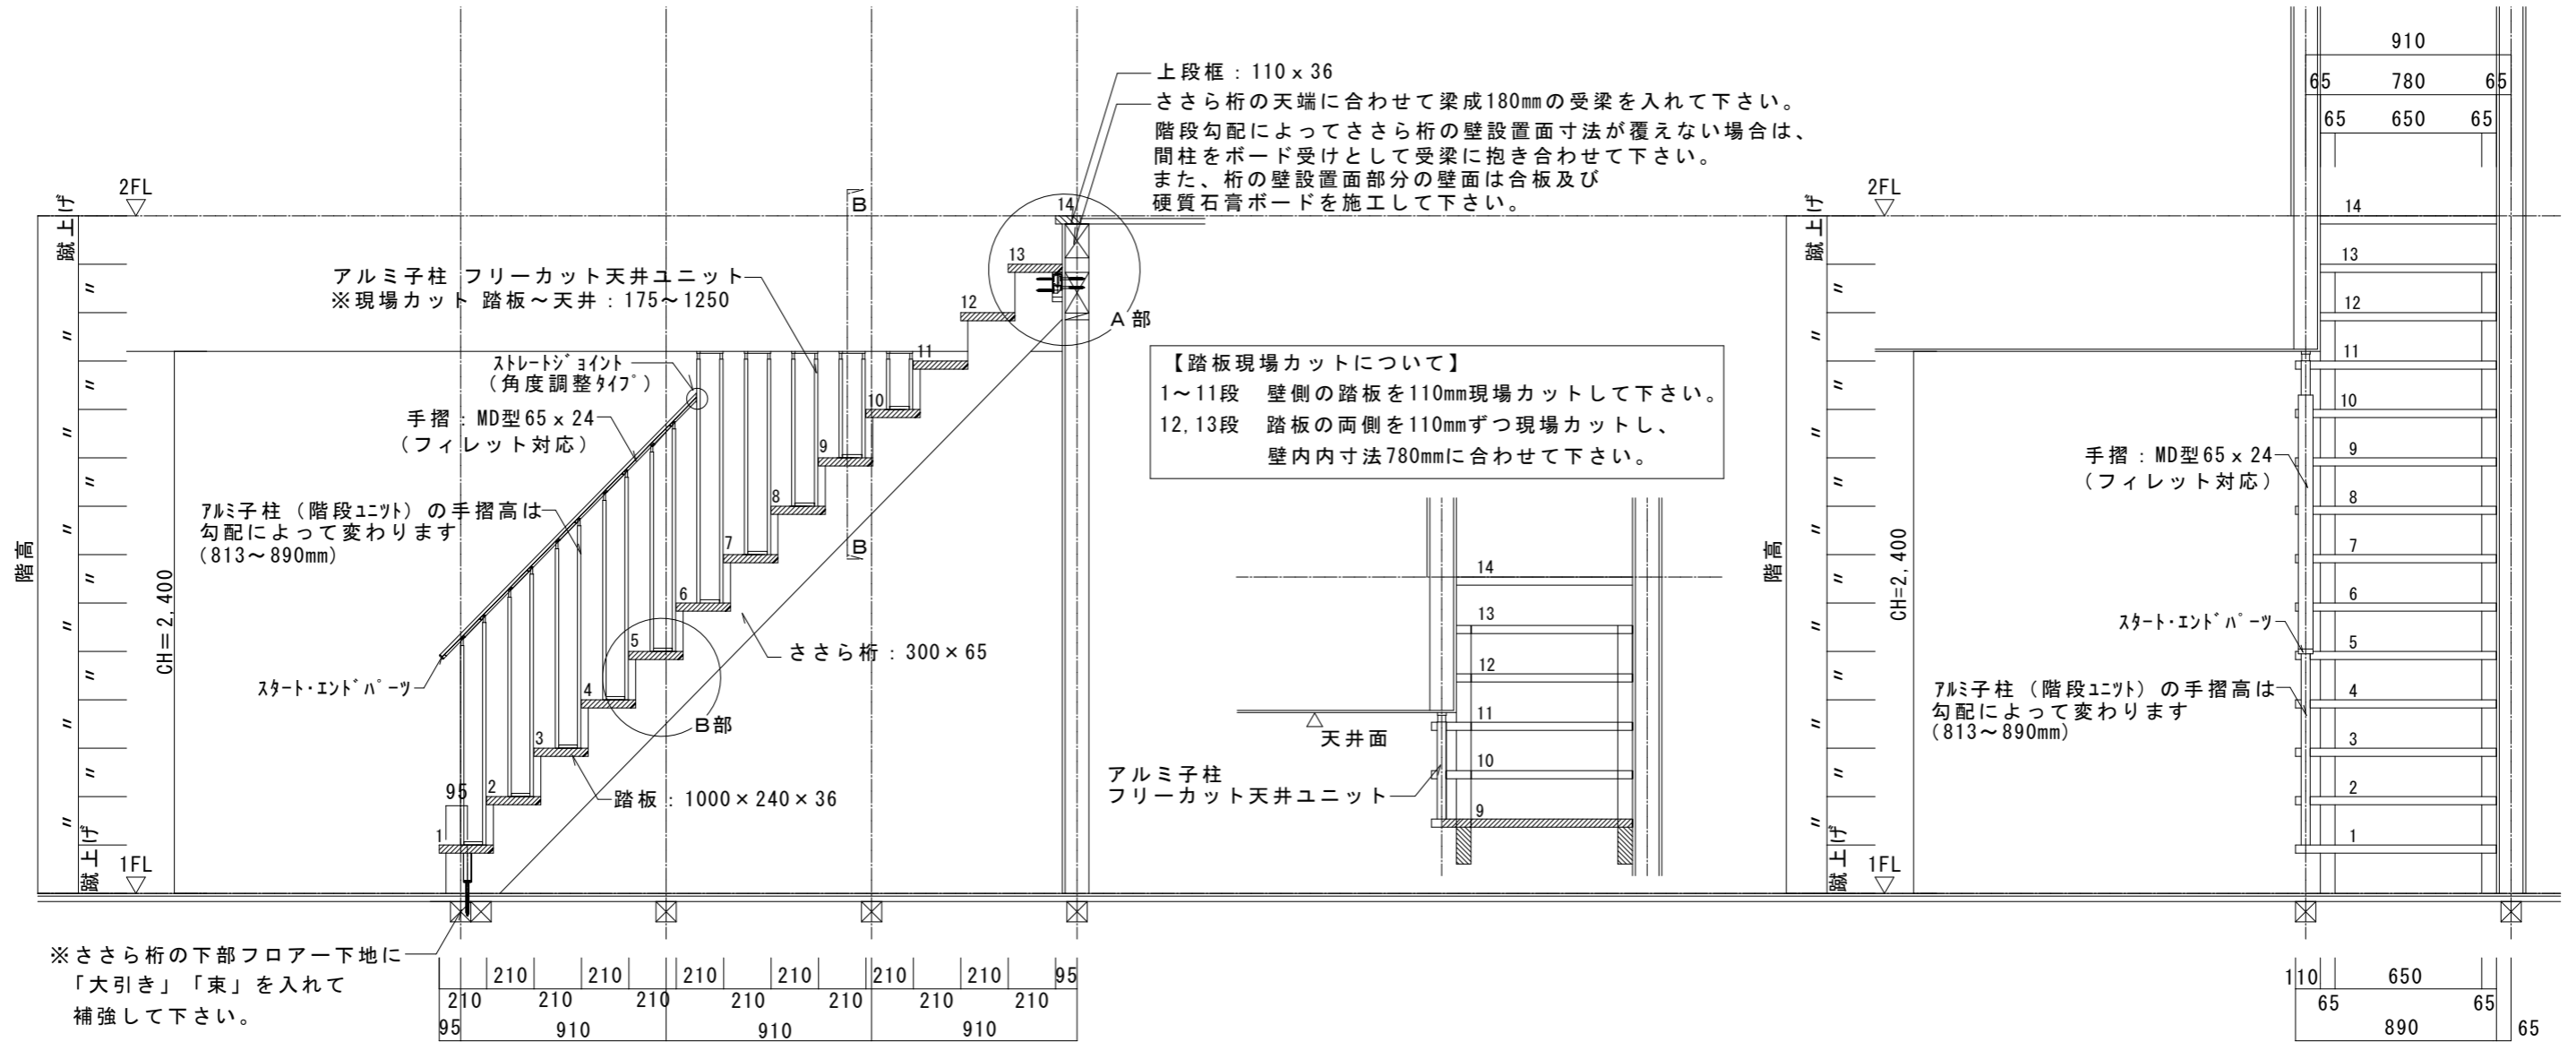 上段框：110ｘ36
ささら桁の天端に合わせて梁成180mmの受梁を入れて下さい。
階段勾配によってささら桁の壁設置面寸法が覆えない場合は、
間柱をボード受けとして受梁に抱き合わせて下さい。
また、桁の壁設置面部分の壁面は合板及び
硬質石膏ボードを施工して下さい。
2FL
蹴上げ
〃
〃
〃
〃
〃
〃
〃
〃
〃
〃
〃
〃
蹴上げ
階高
CH=2,400
1FL
アルミ子柱 フリーカット天井ユニット
※現場カット 踏板～天井：175～1250
ストレートジョイント
（角度調整ﾀｲﾌﾟ）
手摺：MD型65ｘ24
（フィレット対応）
ｱﾙﾐ子柱（階段ﾕﾆｯﾄ）の手摺高は
勾配によって変わります
(813～890mm)
ｽﾀｰﾄ･ｴﾝﾄﾞﾊﾟｰﾂ
95
1
2
3
4
5
6
7
8
9
10
11
12
13
14
B
B
A部
B部
ささら桁：300×65
踏板：1000×240×36
※ささら桁の下部フロアー下地に
「大引き」「束」を入れて
補強して下さい。
210 210 210 210 210 210 95
210 210 210 210 210 210 210
95 910 910 910
【踏板現場カットについて】
1～11段　壁側の踏板を110mm現場カットして下さい。
12,13段　踏板の両側を110mmずつ現場カットし、
壁内内寸法780mmに合わせて下さい。
14
13
12
11
10
9
天井面
アルミ子柱
フリーカット天井ユニット
910
65 780 65
65 650 65
2FL
蹴上げ
〃
〃
〃
〃
〃
〃
〃
〃
〃
〃
〃
〃
蹴上げ
階高
CH=2,400
1FL
14
13
12
11
10
9
8
7
6
5
4
3
2
1
手摺：MD型65ｘ24
（フィレット対応）
ｽﾀｰﾄ･ｴﾝﾄﾞﾊﾟｰﾂ
ｱﾙﾐ子柱（階段ﾕﾆｯﾄ）の手摺高は
勾配によって変わります
(813～890mm)
110 650
65 65
890 65